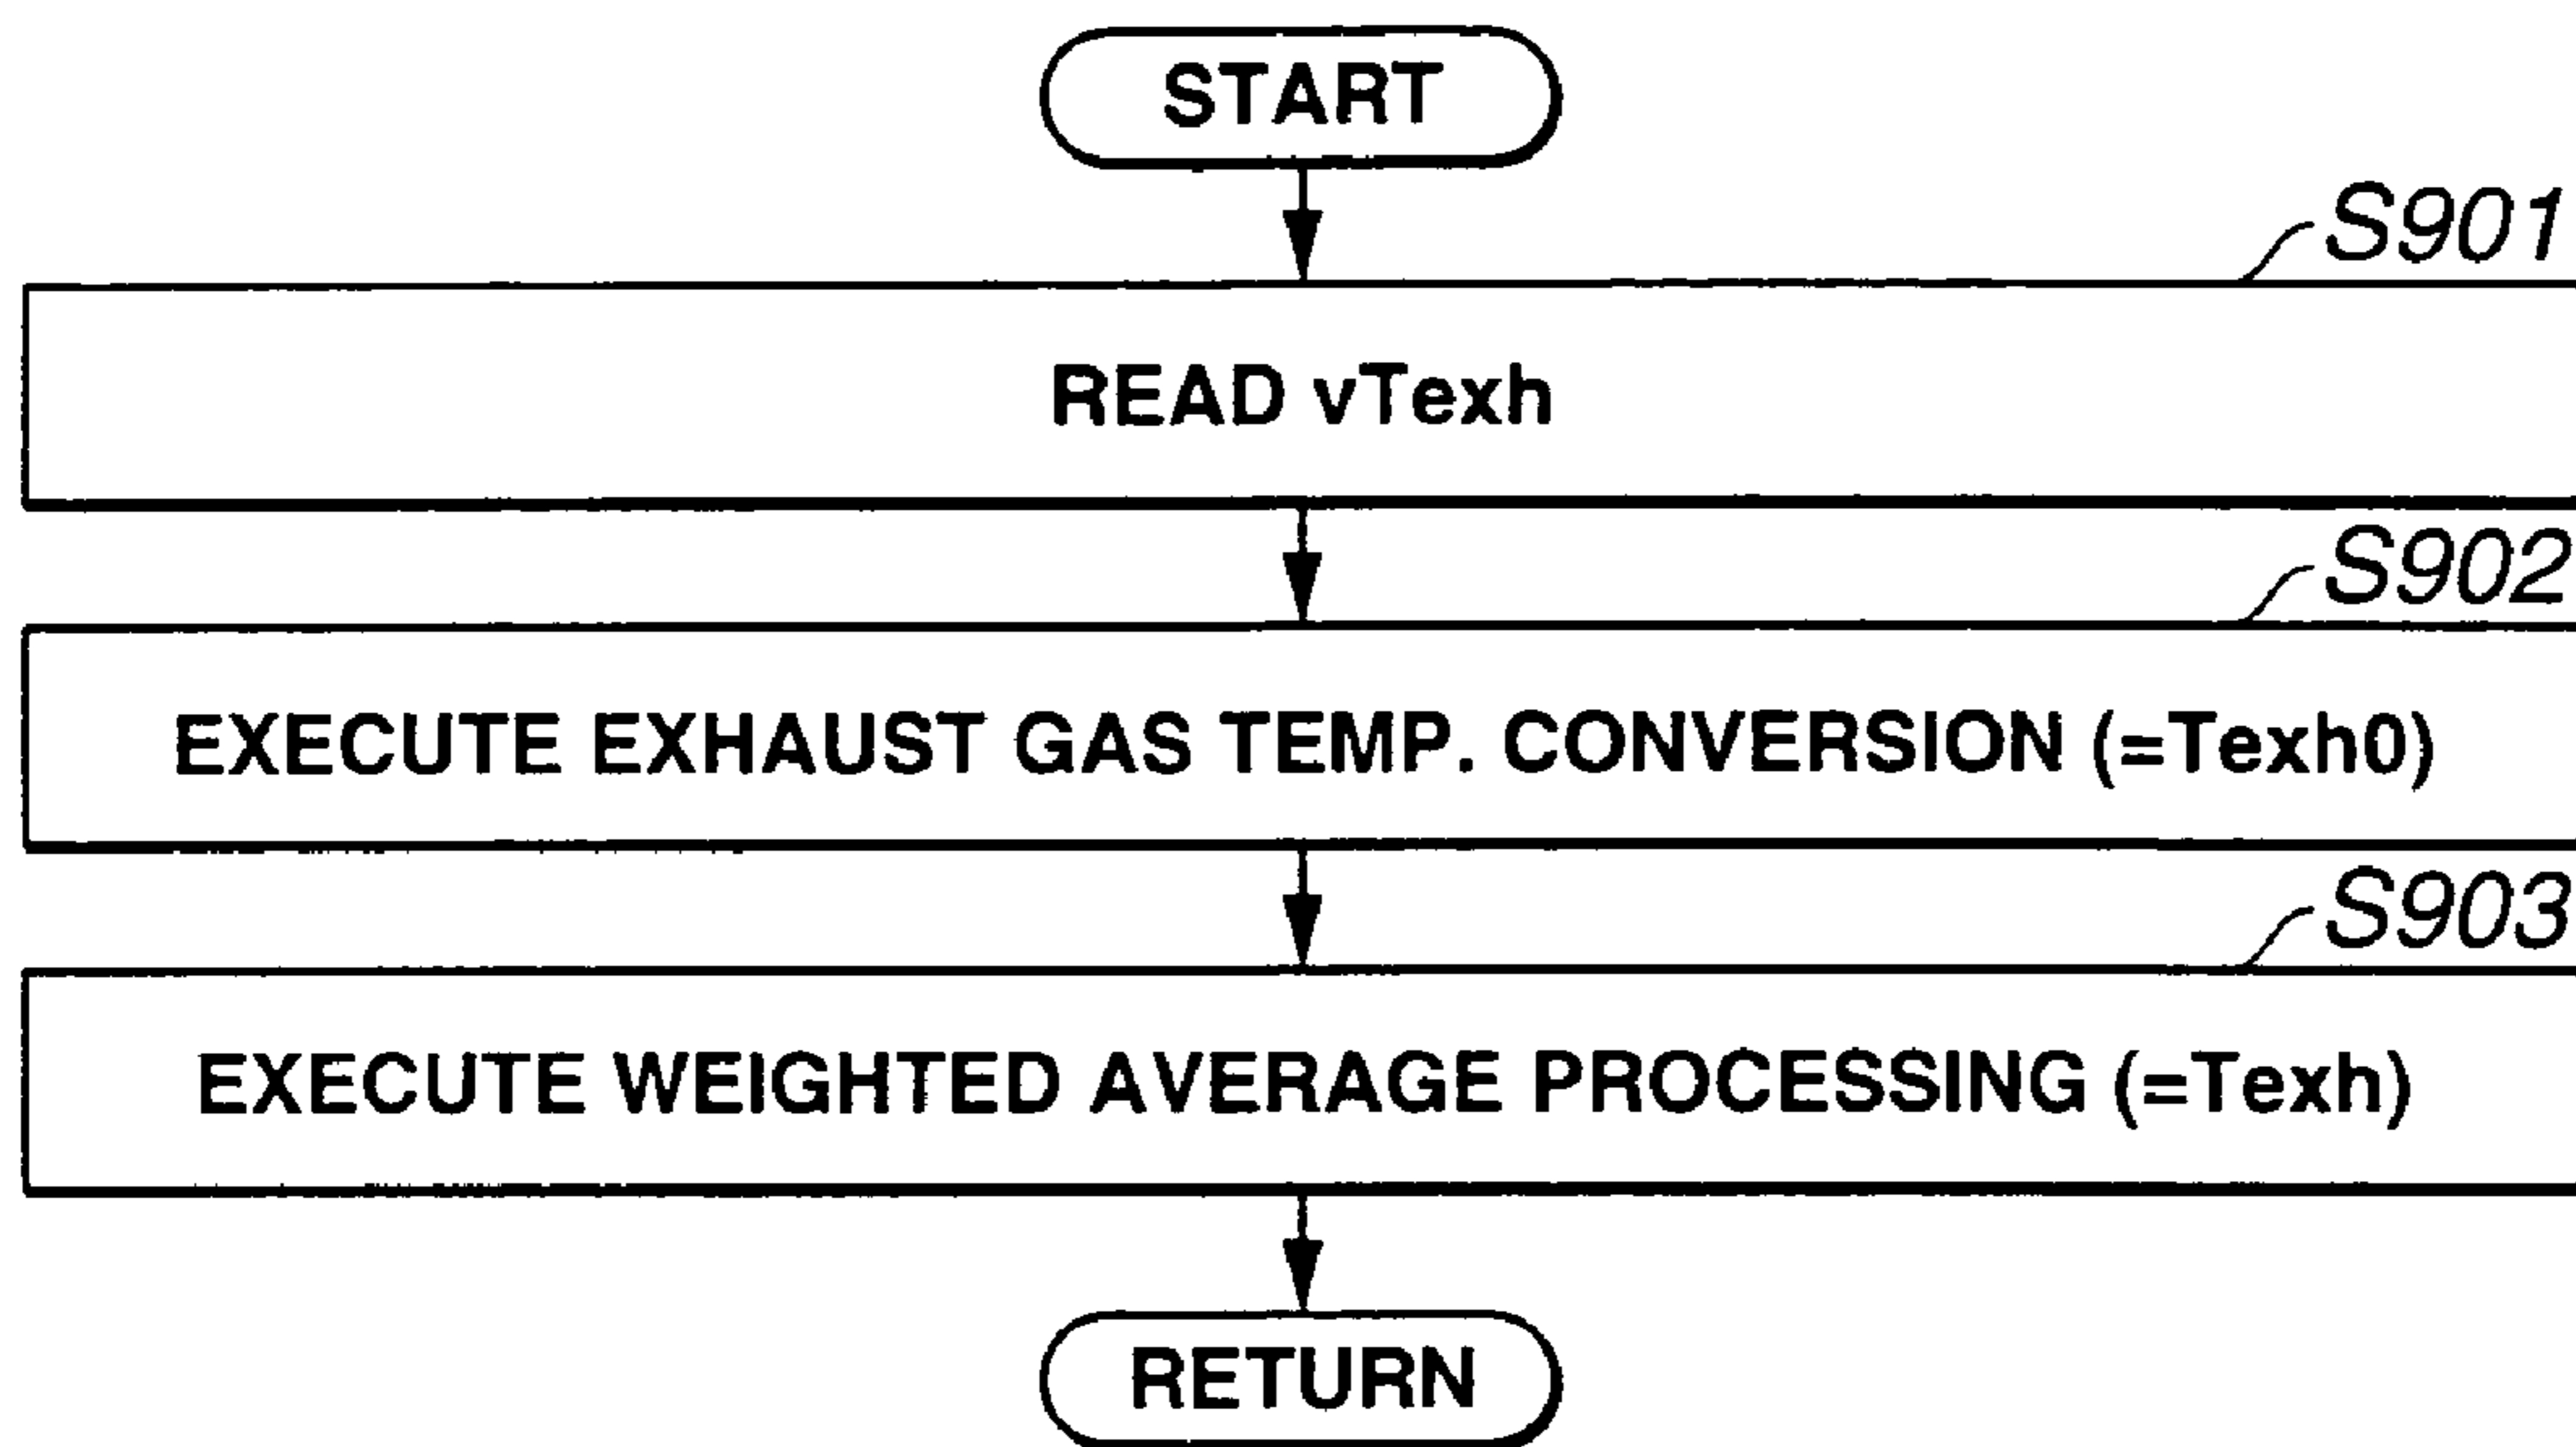 START
S901
READ vTexh
S902
EXECUTE EXHAUST GAS TEMP. CONVERSION (=Texh0)
S903
EXECUTE WEIGHTED AVERAGE PROCESSING (=Texh)
RETURN